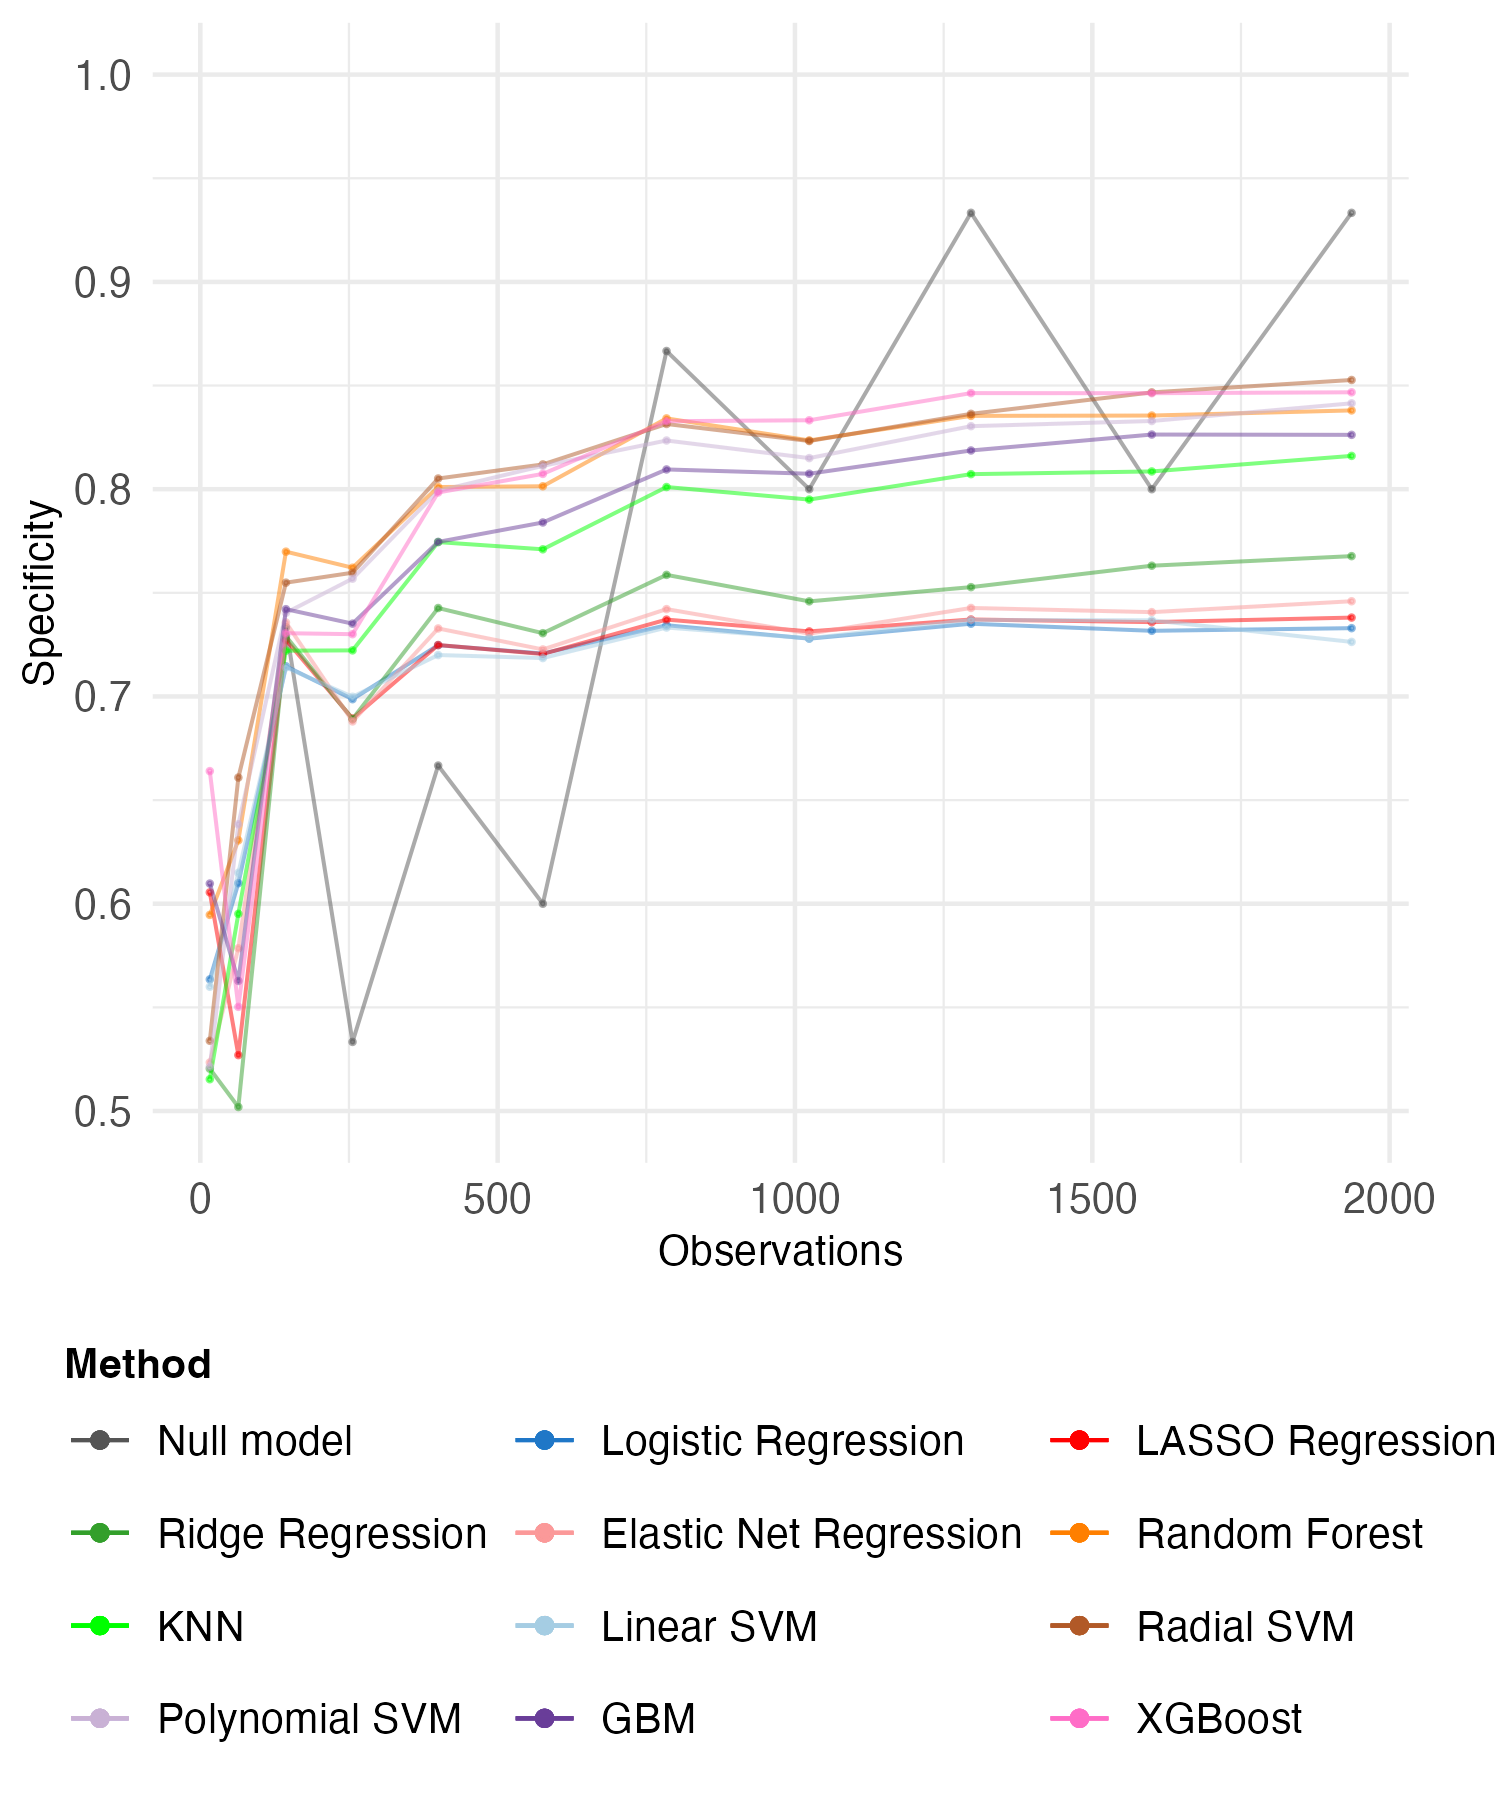 1.0
0.9
0.8
0.7
0.6
0.5
Specificity
0 500 1000 1500 2000
Observations
Method
Null model Logistic Regression LASSO Regression
Ridge Regression Elastic Net Regression Random Forest
KNN Linear SVM Radial SVM
Polynomial SVM GBM XGBoost